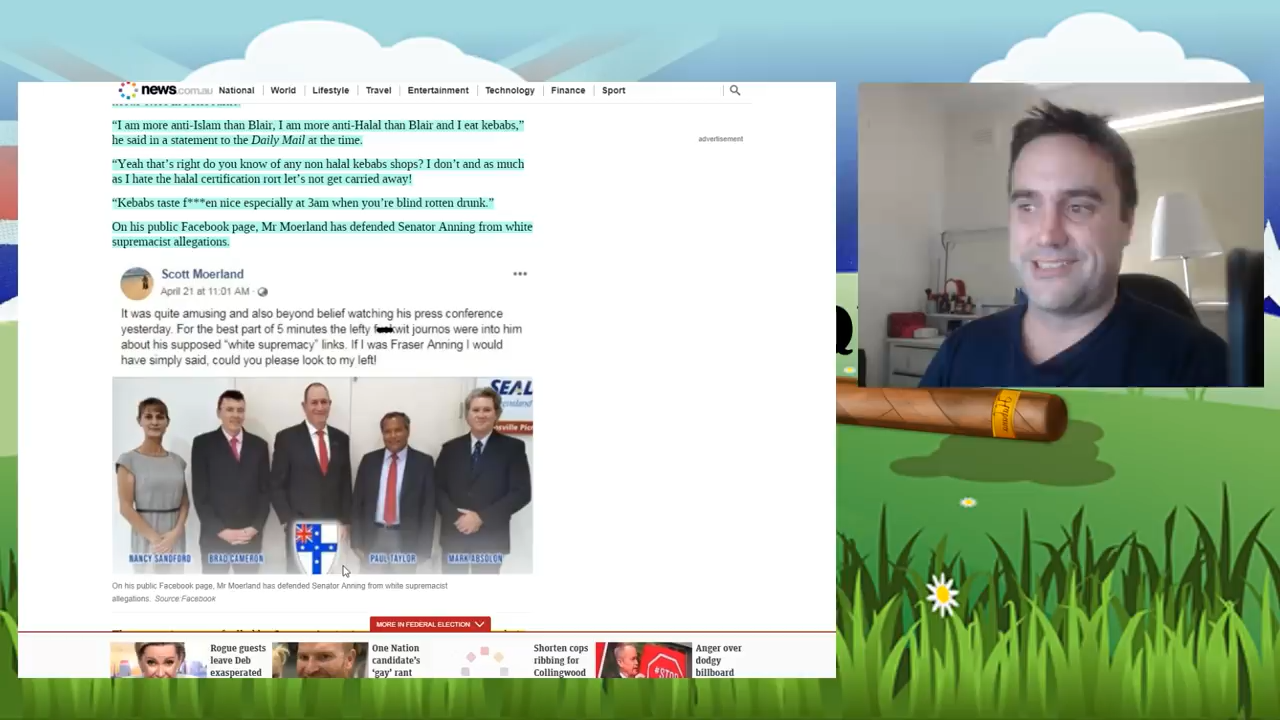 news.com.au National World Lifestyle Travel Entertainment Technology Finance Sport
advertisement
“I am more anti-Islam than Blair, I am more anti-Halal than Blair and I eat kebabs,”
he said in a statement to the Daily Mail at the time.
“Yeah that’s right do you know of any non halal kebabs shops? I don’t and as much
as I hate the halal certification rort let’s not get carried away!
“Kebabs taste f***en nice especially at 3am when you’re blind rotten drunk.”
On his public Facebook page, Mr Moerland has defended Senator Anning from white
supremacist allegations.
Scott Moerland
April 21 at 11:01 AM
It was quite amusing and also beyond belief watching his press conference
yesterday. For the best part of 5 minutes the lefty journos were into him
about his supposed “white supremacy” links. If I was Fraser Anning I would
have simply said, could you please look to my left!
SEAL
NANCY SANDFORD BRAD CAMERON PAUL TAYLOR MARK ABSOLON
On his public Facebook page, Mr Moerland has defended Senator Anning from white supremacist
allegations. Source:Facebook
MORE IN FEDERAL ELECTION
Rogue guests
leave Deb
exasperated
One Nation
candidate’s
‘gay’ rant
Shorten cops
ribbing for
Collingwood
STOP
Anger over
dodgy
billboard
Q